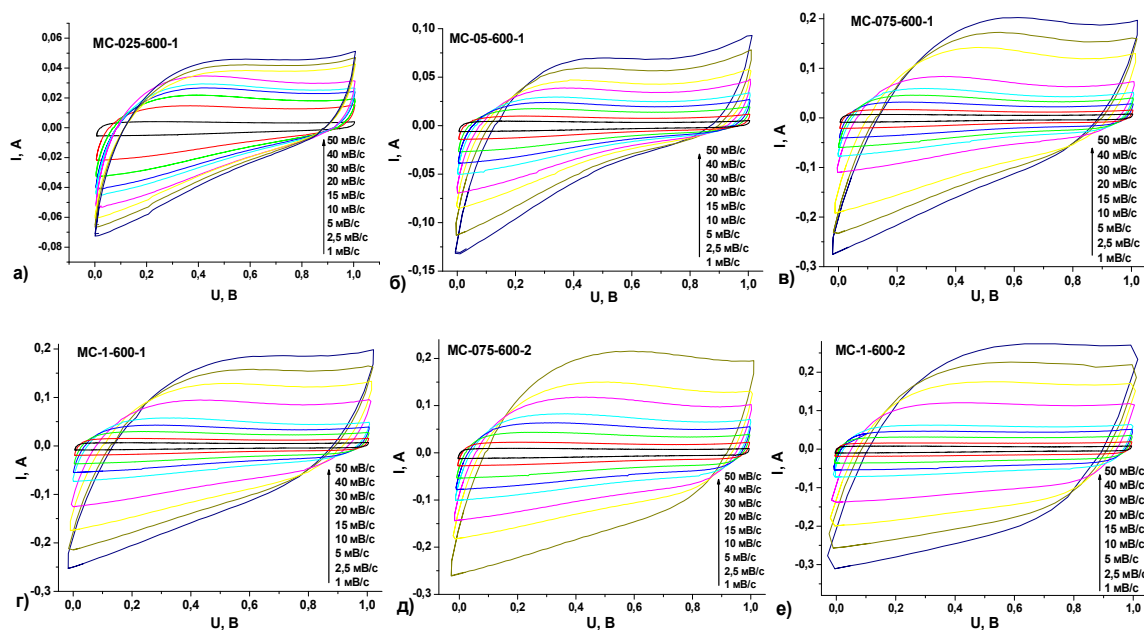 а)
МС-025-600-1
I, А
0,06
0,04
0,02
0,00
-0,02
-0,04
-0,06
-0,08
0,0 0,2 0,4 0,6 0,8 1,0
U, В
50 мВ/с
40 мВ/с
30 мВ/с
20 мВ/с
15 мВ/с
10 мВ/с
5 мВ/с
2,5 мВ/с
1 мВ/с
б)
МС-05-600-1
I, А
0,10
0,05
0,00
-0,05
-0,10
-0,15
0,0 0,2 0,4 0,6 0,8 1,0
U, В
50 мВ/с
40 мВ/с
30 мВ/с
20 мВ/с
15 мВ/с
10 мВ/с
5 мВ/с
2,5 мВ/с
1 мВ/с
в)
МС-075-600-1
I, А
0,2
0,1
0,0
-0,1
-0,2
-0,3
0,0 0,2 0,4 0,6 0,8 1,0
U, В
50 мВ/с
40 мВ/с
30 мВ/с
20 мВ/с
15 мВ/с
10 мВ/с
5 мВ/с
2,5 мВ/с
1 мВ/с
г)
МС-1-600-1
I, А
0,2
0,1
0,0
-0,1
-0,2
-0,3
0,0 0,2 0,4 0,6 0,8 1,0
U, В
50 мВ/с
40 мВ/с
30 мВ/с
20 мВ/с
15 мВ/с
10 мВ/с
5 мВ/с
2,5 мВ/с
1 мВ/с
д)
МС-075-600-2
I, А
0,2
0,1
0,0
-0,1
-0,2
-0,3
0,0 0,2 0,4 0,6 0,8 1,0
U, В
50 мВ/с
40 мВ/с
30 мВ/с
20 мВ/с
15 мВ/с
10 мВ/с
5 мВ/с
2,5 мВ/с
1 мВ/с
е)
МС-1-600-2
I, А
0,2
0,1
0,0
-0,1
-0,2
-0,3
0,0 0,2 0,4 0,6 0,8 1,0
U, В
50 мВ/с
40 мВ/с
30 мВ/с
20 мВ/с
15 мВ/с
10 мВ/с
5 мВ/с
2,5 мВ/с
1 мВ/с